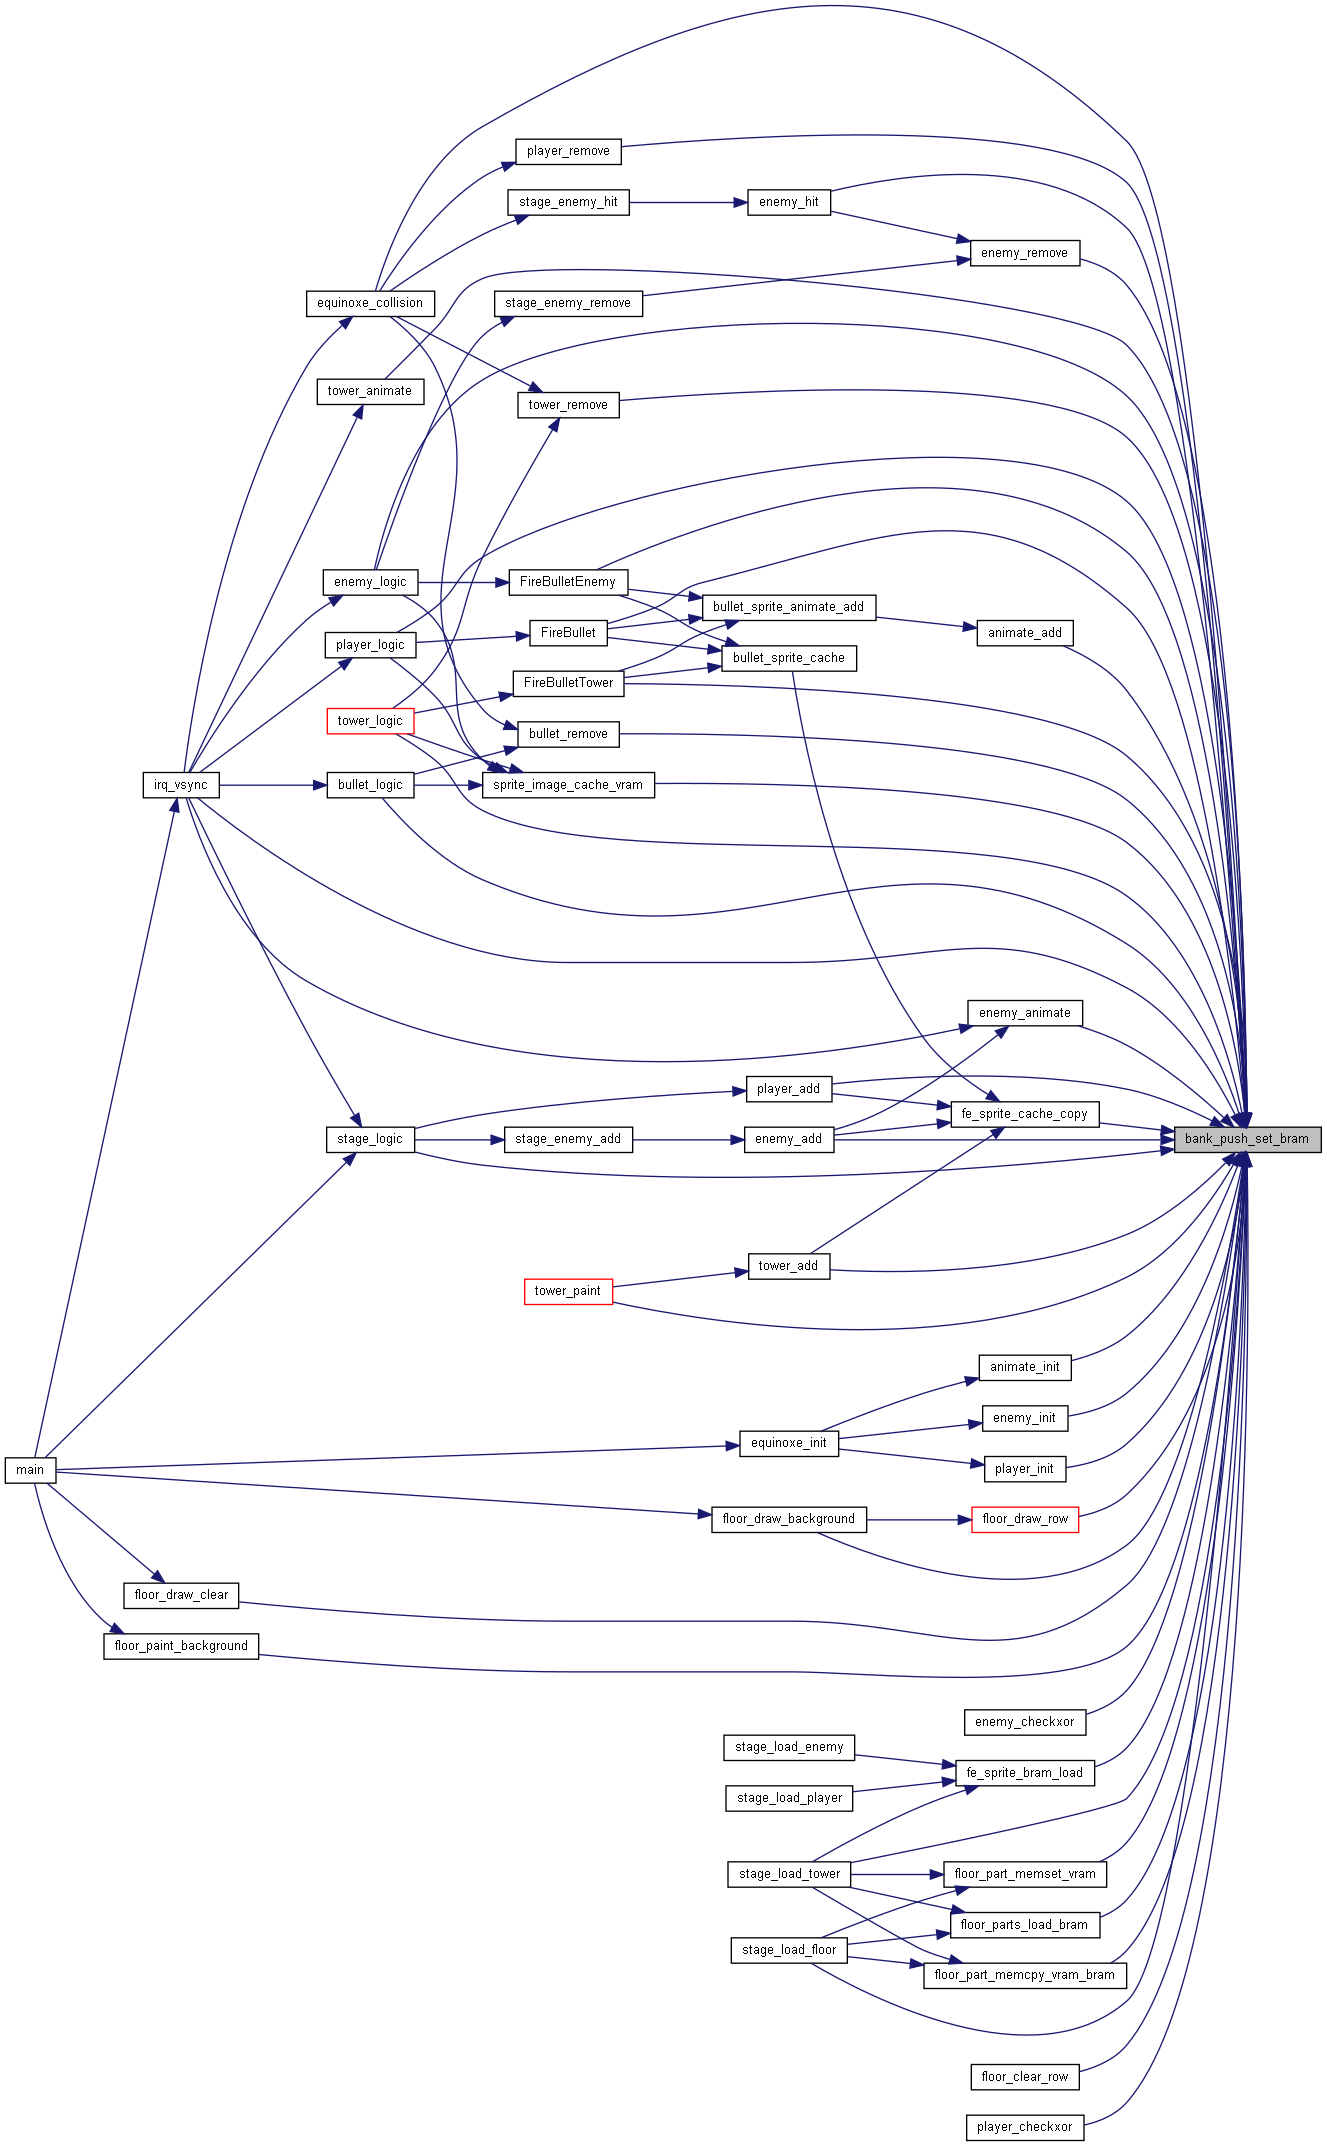 player_remove
stage_enemy_hit
enemy_hit
enemy_remove
equinoxe_collision
stage_enemy_remove
tower_animate
tower_remove
enemy_logic
FireBulletEnemy
bullet_sprite_animate_add
player_logic
FireBullet
animate_add
bullet_sprite_cache
FireBulletTower
tower_logic
bullet_remove
irq_vsync
bullet_logic
sprite_image_cache_vram
enemy_animate
player_add
fe_sprite_cache_copy
stage_logic
stage_enemy_add
enemy_add
bank_push_set_bram
tower_add
tower_paint
animate_init
enemy_init
equinoxe_init
main
player_init
floor_draw_background
floor_draw_row
floor_draw_clear
floor_paint_background
enemy_checkxor
stage_load_enemy
fe_sprite_bram_load
stage_load_player
stage_load_tower
floor_part_memset_vram
floor_parts_load_bram
stage_load_floor
floor_part_memcpy_vram_bram
floor_clear_row
player_checkxor